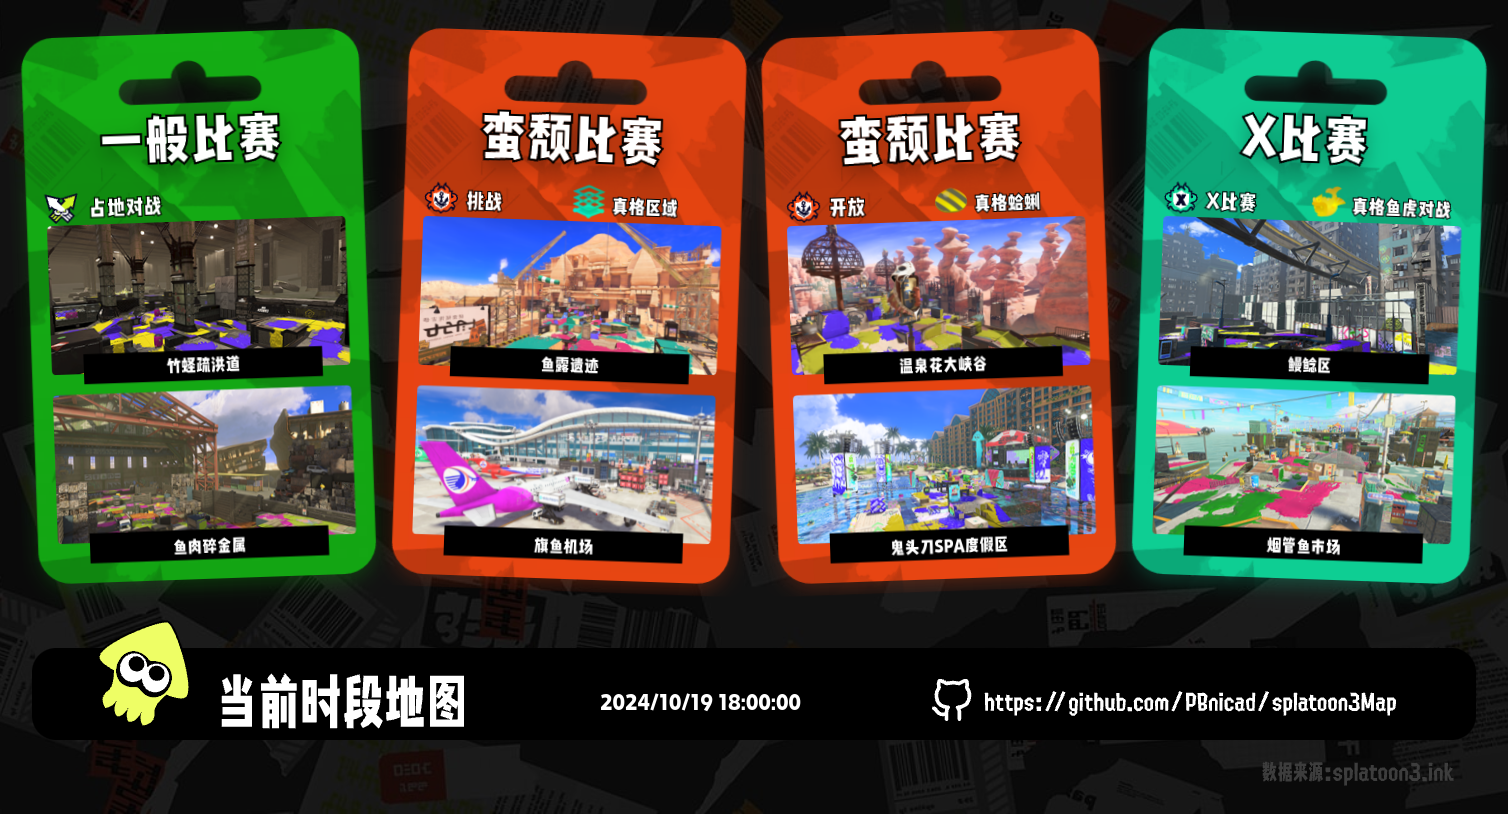 一般比赛
占地对战
竹蛏疏洪道
鱼肉碎金属
蛮颓比赛
挑战
真格区域
鱼露遗迹
旗鱼机场
蛮颓比赛
开放
真格蛤蜊
温泉花大峡谷
鬼头刀SPA度假区
X比赛
X比赛
真格鱼虎对战
鳗鲶区
烟管鱼市场
当前时段地图
2024/10/19 18:00:00
https://github.com/PBnicad/splatoon3Map
数据来源:splatoon3.ink